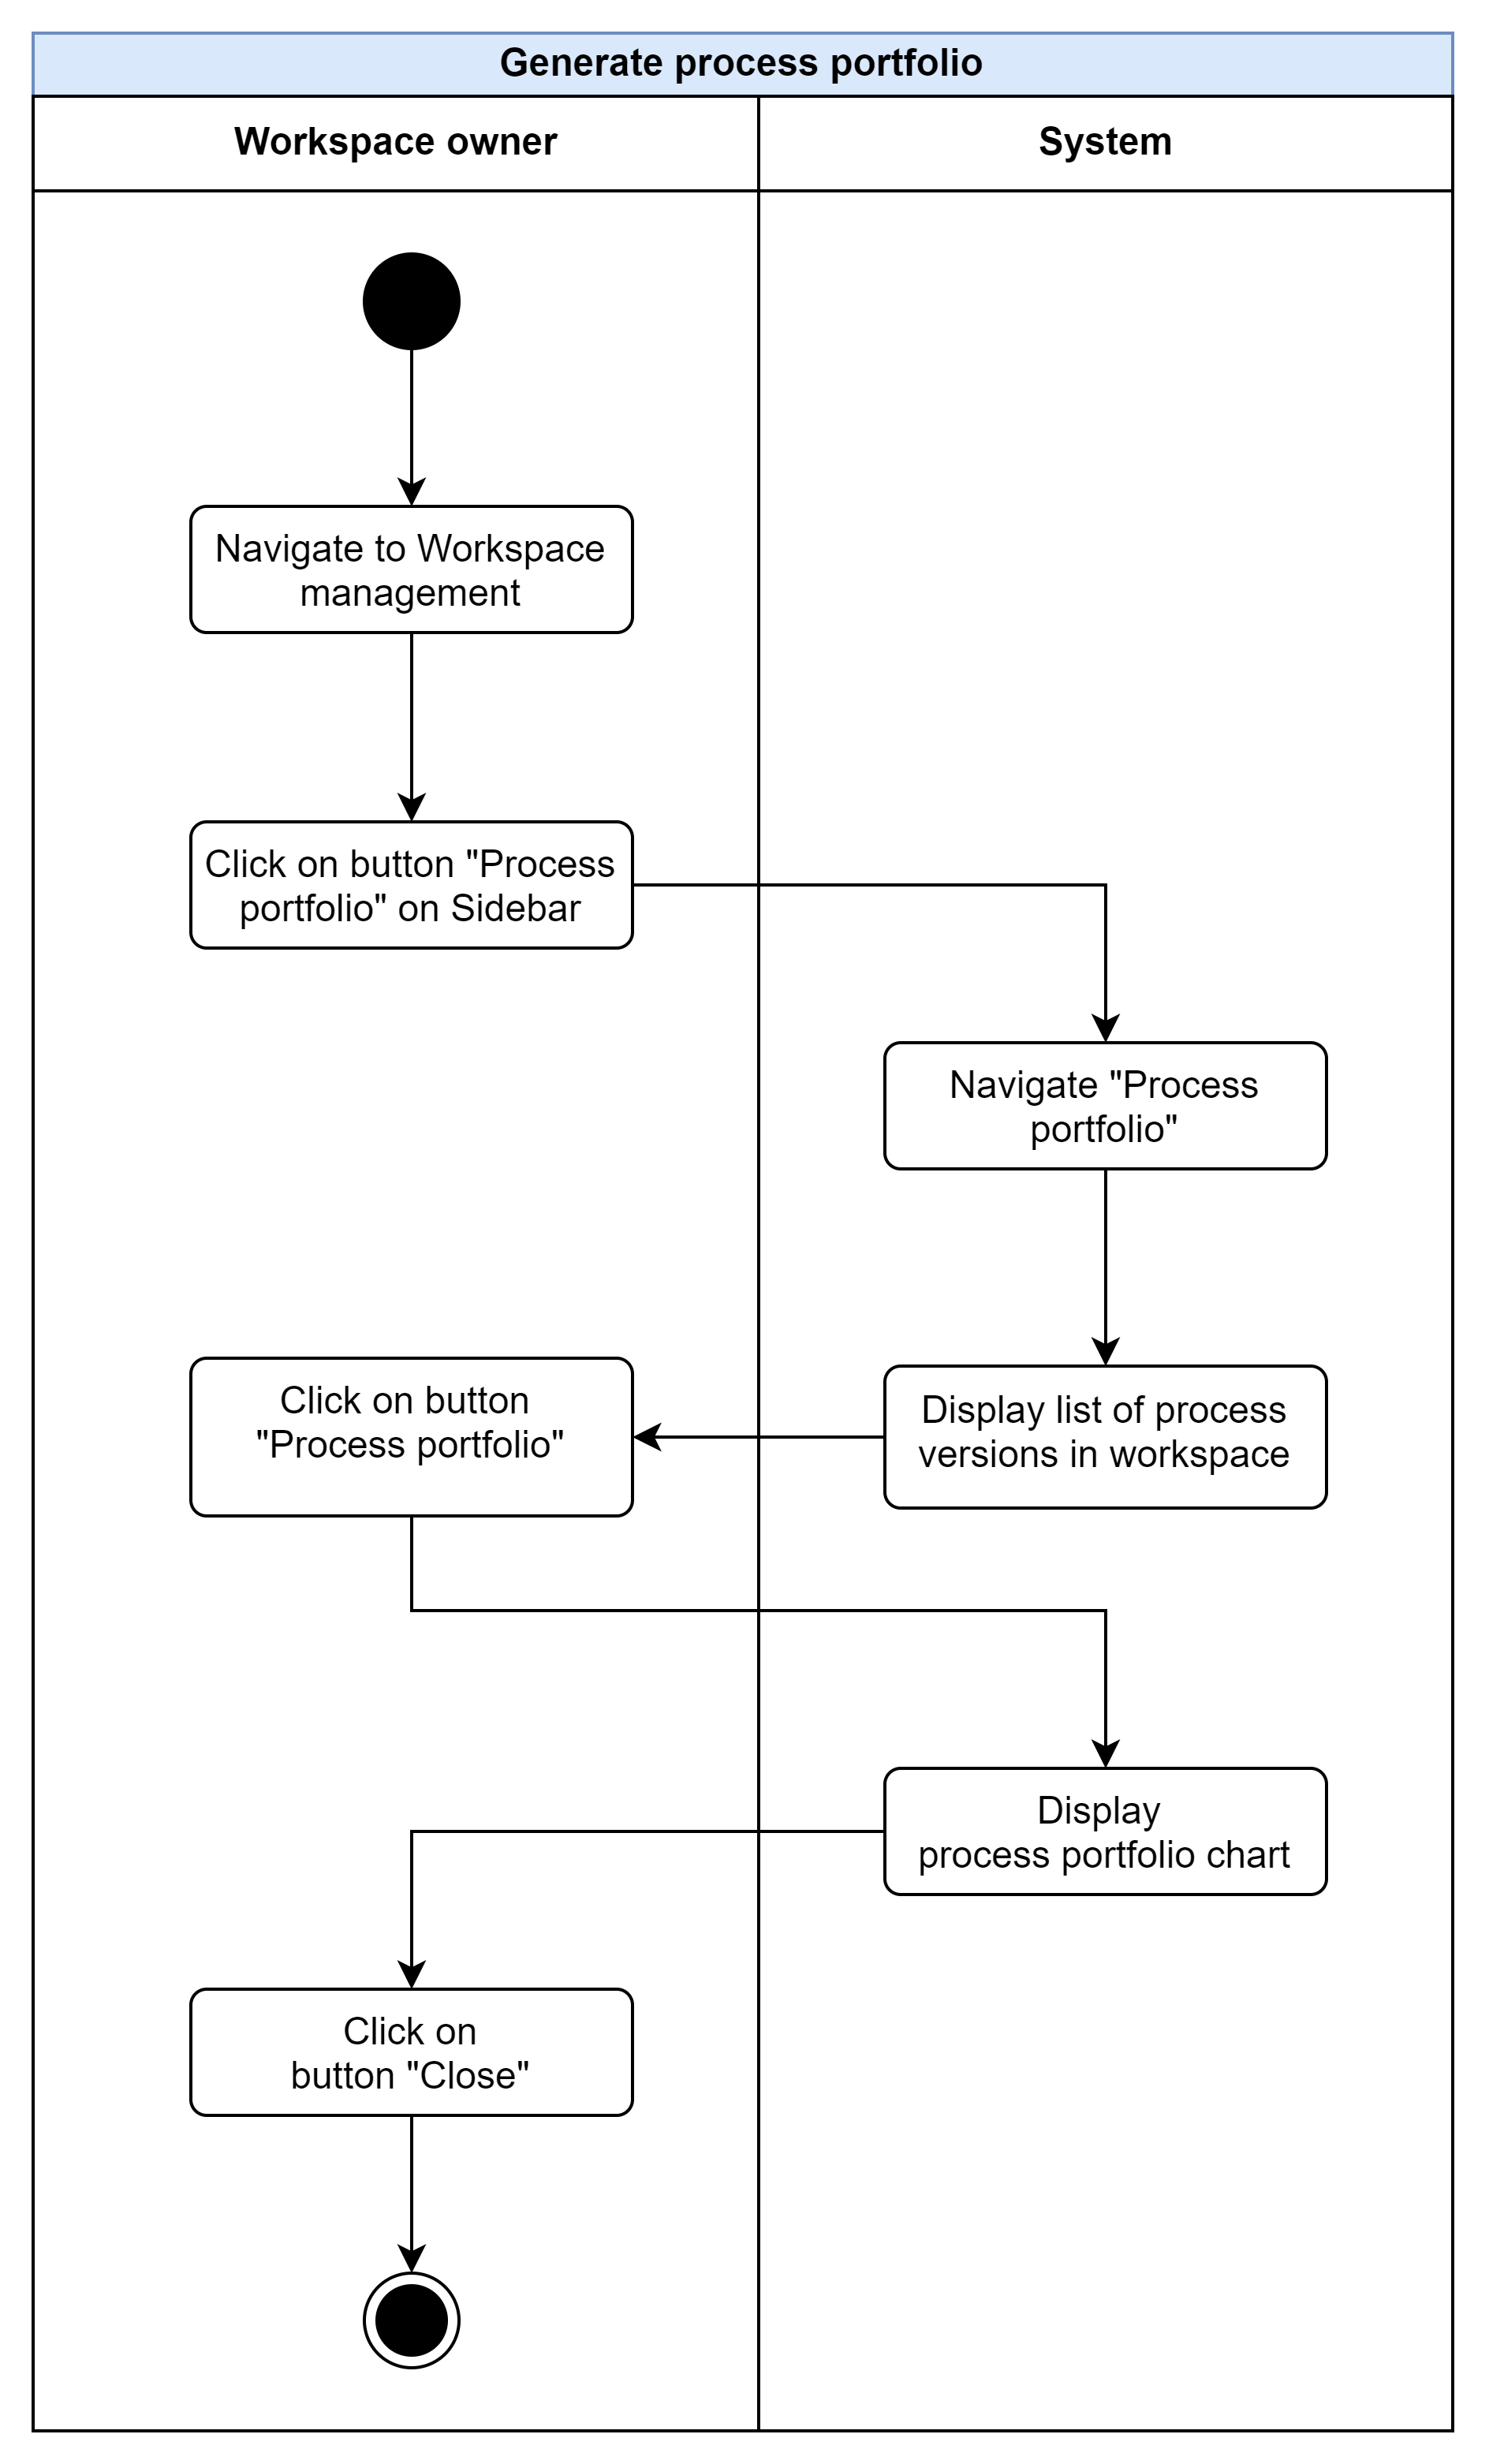 Generate process portfolio
Workspace owner
System
Navigate to Workspace
management
Click on button "Process
portfolio" on Sidebar
Navigate "Process
portfolio"
Display list of process
versions in workspace
Click on button
"Process portfolio"
Display
process portfolio chart
Click on
button "Close"